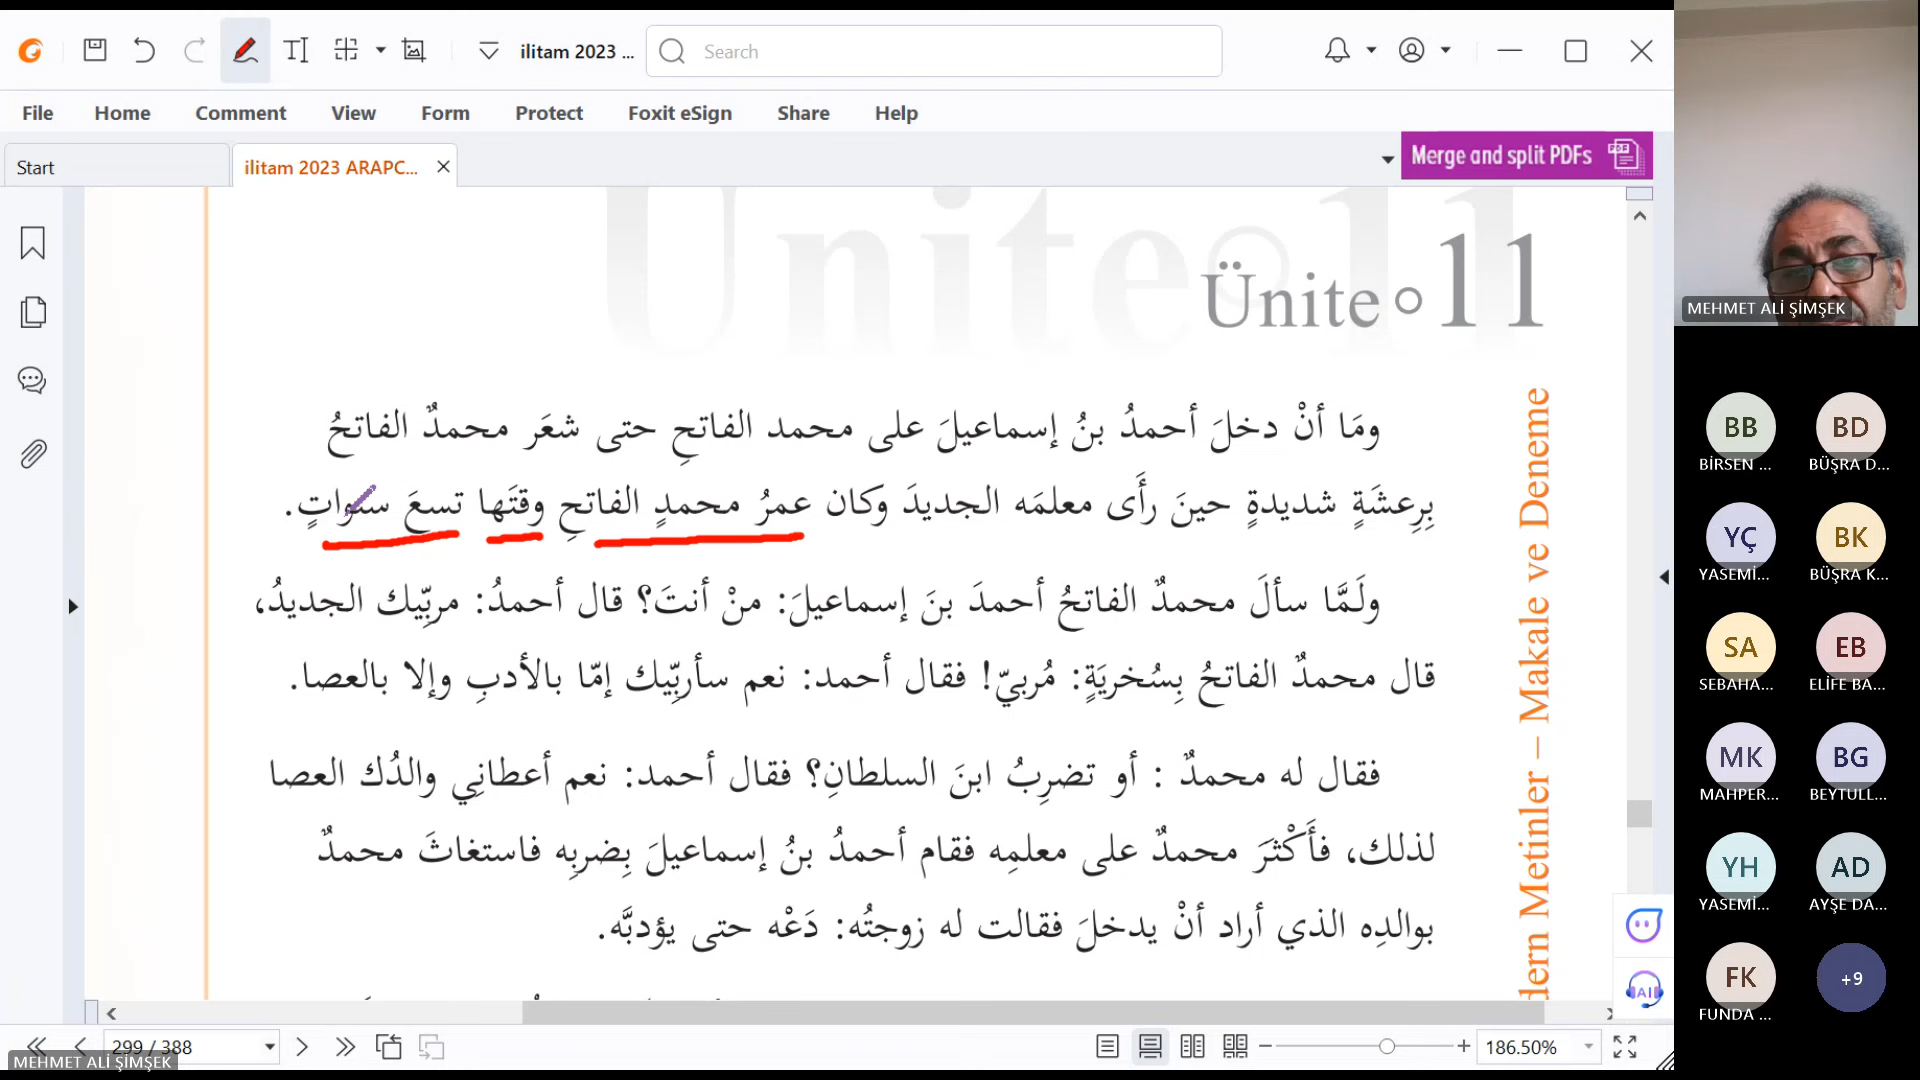 ilitam 2023 ...
Search
File Home Comment View Form Protect Foxit eSign Share Help
Start
ilitam 2023 ARAPC...
Merge and split PDFs
Ünite 11
Ünite 11
ومَا أنْ دخلَ أحمدُ بنُ إسماعيلَ على محمد الفاتحِ حتى شعَر محمدٌ الفاتحُ
بِرِعشَةٍ شديدةٍ حينَ رأَى معلمَه الجديدَ وكان عمرُ محمدٍ الفاتحِ وقتَها تسعَ سنواتٍ.
ولَمَّا سألَ محمدٌ الفاتحُ أحمدَ بنَ إسماعيلَ: منْ أنتَ؟ قال أحمدُ: مربِّيك الجديدُ،
قال محمدٌ الفاتحُ بِسُخريَةٍ: مُربيّ! فقال أحمد: نعم سأربِّيك إمّا بالأدبِ وإلا بالعصا.
فقال له محمدٌ : أو تضرِبُ ابنَ السلطانِ؟ فقال أحمد: نعم أعطانِي والدُك العصا
لذلك، فأَكْثرَ محمدٌ على معلمِه فقام أحمدُ بنُ إسماعيلَ بِضربِه فاستغاثَ محمدٌ
بوالدِه الذي أراد أنْ يدخلَ فقالت له زوجتُه: دَعْه حتى يؤدبَّه.
dern Metinler – Makale ve Deneme
AI
299 / 388
186.50%
MEHMET ALİ ŞİMŞEK
MEHMET ALİ ŞİMŞEK
BB BD
BİRSEN ... BÜŞRA D...
YÇ BK
YASEMİ... BÜŞRA K...
SA EB
SEBAHA... ELİFE BA...
MK BG
MAHPER... BEYTULL...
YH AD
YASEMİ... AYŞE DA...
FK +9
FUNDA ...